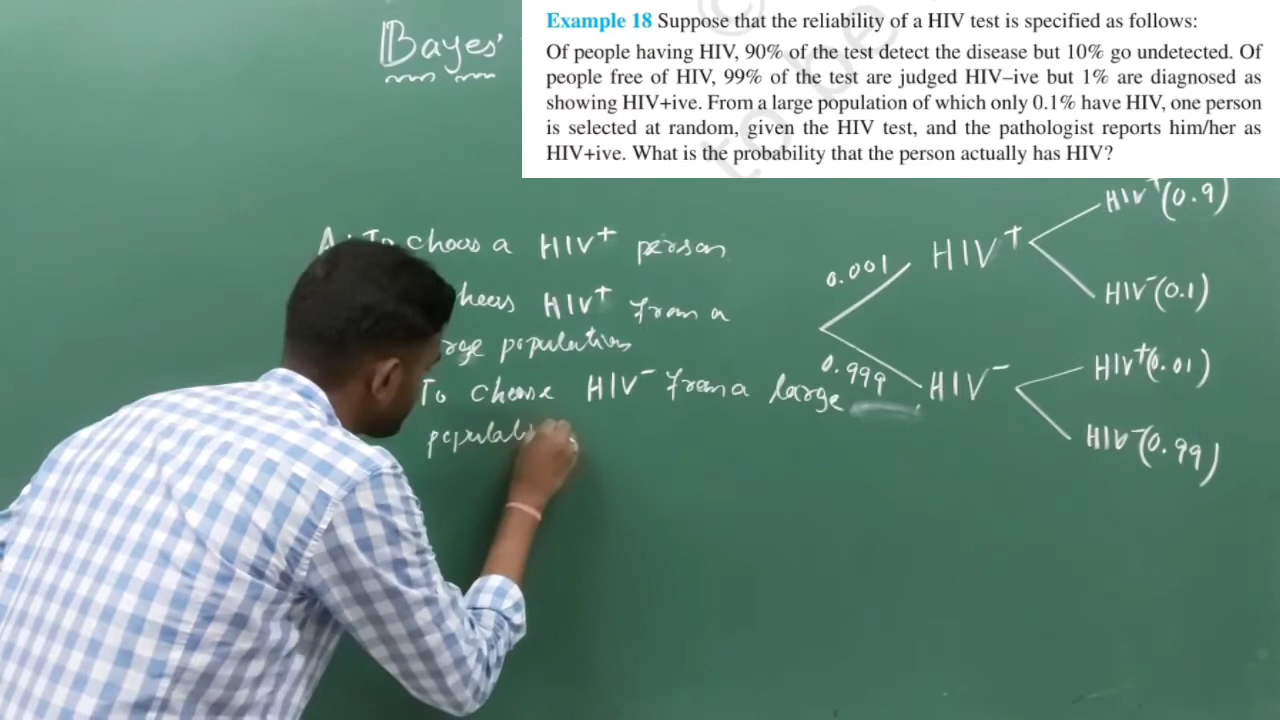 Bayes'
Example 18 Suppose that the reliability of a HIV test is specified as follows:
Of people having HIV, 90% of the test detect the disease but 10% go undetected. Of
people free of HIV, 99% of the test are judged HIV–ive but 1% are diagnosed as
showing HIV+ive. From a large population of which only 0.1% have HIV, one person
is selected at random, given the HIV test, and the pathologist reports him/her as
HIV+ive. What is the probability that the person actually has HIV?
to be
A: To choos a HIV⁺ person
HIV⁺ from a
population
To choose HIV⁻ from a large
0.001
HIV⁺
HIV⁺(0.9)
HIV⁻(0.1)
0.999
HIV⁻
HIV⁺(0.01)
HIV⁻(0.99)